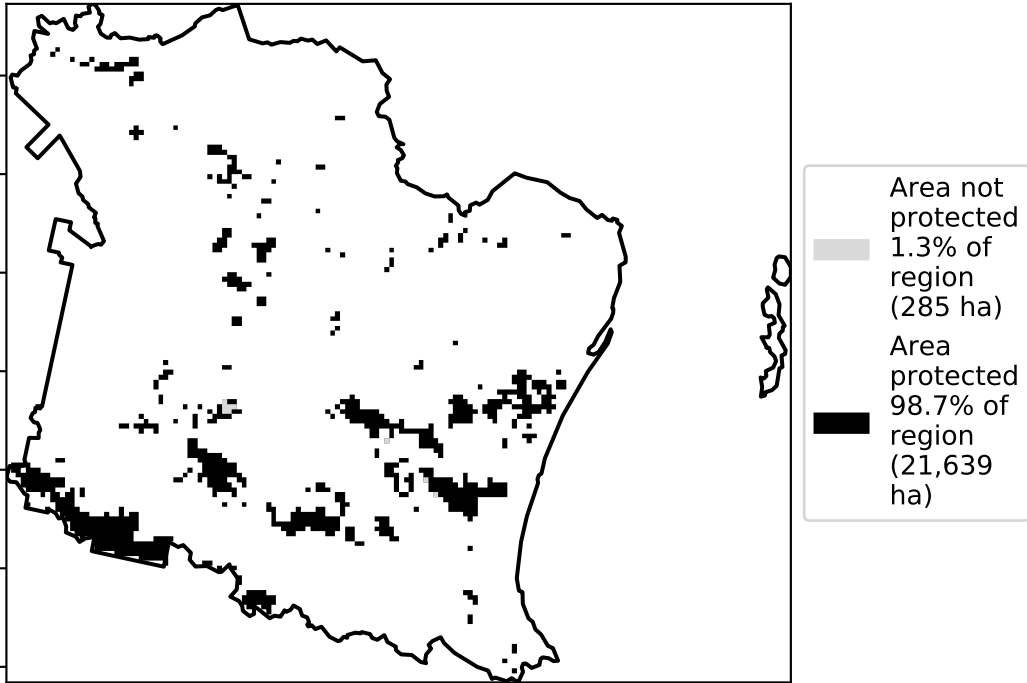 Area not
protected
1.3% of
region
(285 ha)
Area
protected
98.7% of
region
(21,639
ha)